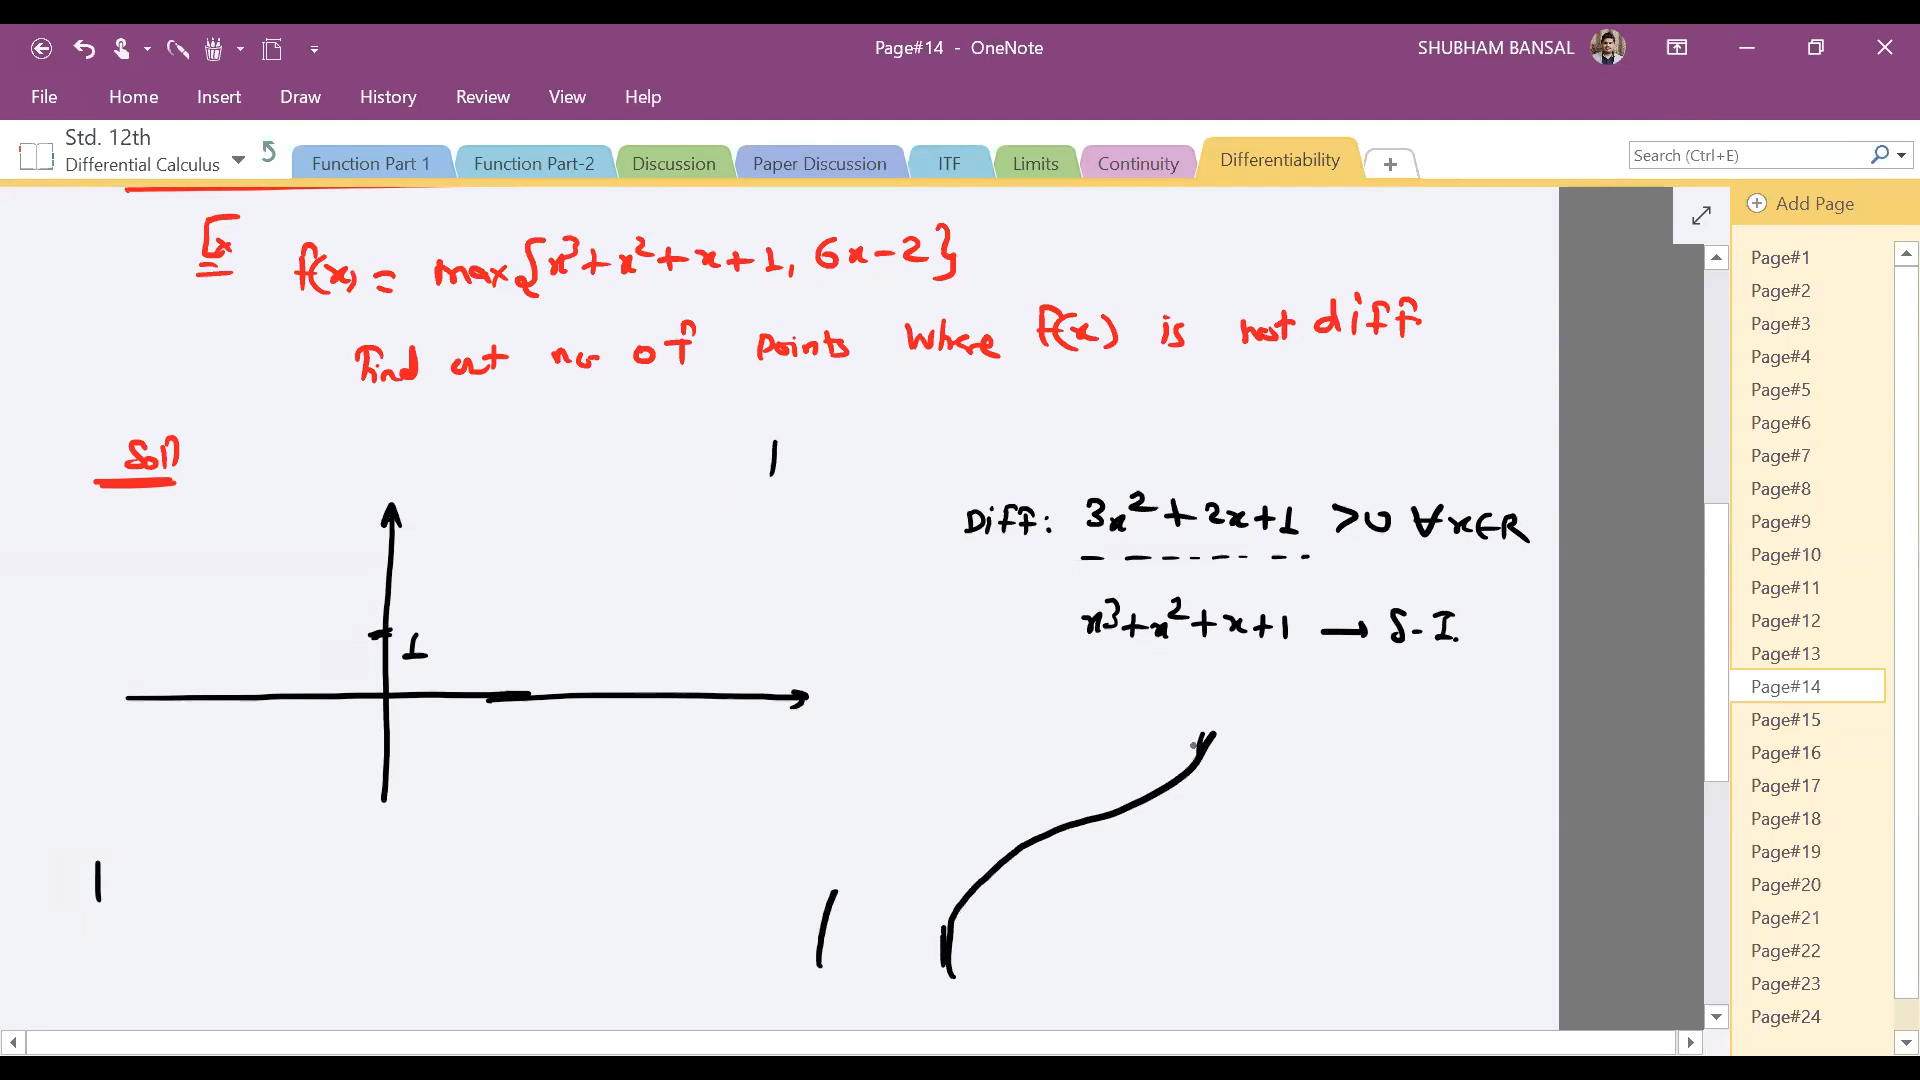 Page#14 - OneNote
SHUBHAM BANSAL
File Home Insert Draw History Review View Help
Std. 12th
Differential Calculus
Function Part 1 Function Part-2 Discussion Paper Discussion ITF Limits Continuity Differentiability +
Search (Ctrl+E)
Ex f(x) = max{x³+x²+x+1, 6x-2}
Find out no of points where f(x) is not diff
Solⁿ
Diff: 3x²+2x+1 >0 ∀x∈R
x³+x²+x+1 → S-I.
1
Add Page
Page#1
Page#2
Page#3
Page#4
Page#5
Page#6
Page#7
Page#8
Page#9
Page#10
Page#11
Page#12
Page#13
Page#14
Page#15
Page#16
Page#17
Page#18
Page#19
Page#20
Page#21
Page#22
Page#23
Page#24